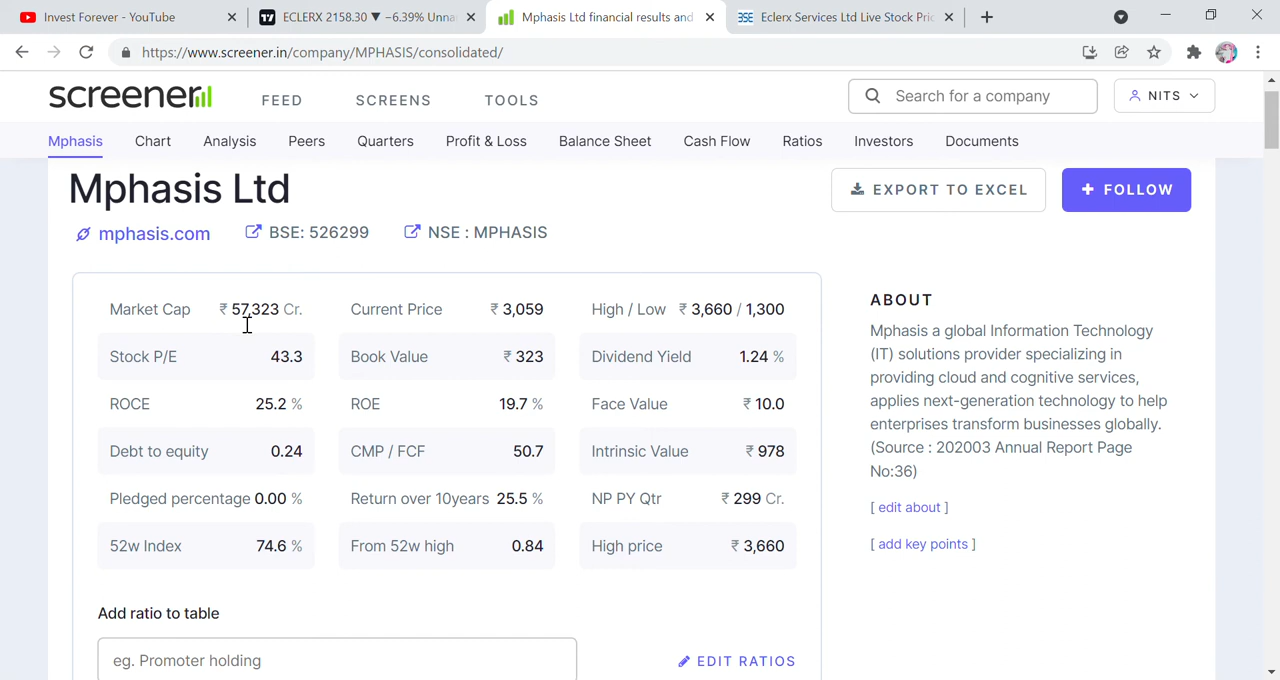 Invest Forever - YouTube
ECLERX 2158.30 ▼ −6.39% Unna
Mphasis Ltd financial results and
BSE Eclerx Services Ltd Live Stock Pric
https://www.screener.in/company/MPHASIS/consolidated/
screener
FEED SCREENS TOOLS
Search for a company
NITS
Mphasis Chart Analysis Peers Quarters Profit & Loss Balance Sheet Cash Flow Ratios Investors Documents
Mphasis Ltd
EXPORT TO EXCEL
+ FOLLOW
mphasis.com BSE: 526299 NSE : MPHASIS
Market Cap ₹ 57,323 Cr. Current Price ₹ 3,059 High / Low ₹ 3,660 / 1,300
Stock P/E 43.3 Book Value ₹ 323 Dividend Yield 1.24 %
ROCE 25.2 % ROE 19.7 % Face Value ₹ 10.0
Debt to equity 0.24 CMP / FCF 50.7 Intrinsic Value ₹ 978
Pledged percentage 0.00 % Return over 10years 25.5 % NP PY Qtr ₹ 299 Cr.
52w Index 74.6 % From 52w high 0.84 High price ₹ 3,660
Add ratio to table
eg. Promoter holding
EDIT RATIOS
ABOUT
Mphasis a global Information Technology
(IT) solutions provider specializing in
providing cloud and cognitive services,
applies next-generation technology to help
enterprises transform businesses globally.
(Source : 202003 Annual Report Page
No:36)
[ edit about ]
[ add key points ]